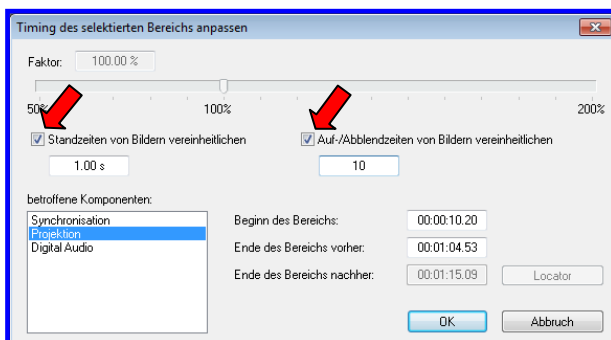 Timing des selektierten Bereichs anpassen
Faktor: 100.00 %
50% 100% 200%
Standzeiten von Bildern vereinheitlichen Auf-/Abblendzeiten von Bildern vereinheitlichen
1.00 s 10
betroffene Komponenten:
Synchronisation
Projektion
Digital Audio
Beginn des Bereichs: 00:00:10.20
Ende des Bereichs vorher: 00:01:04.53
Ende des Bereichs nachher: 00:01:15.09 Locator
OK Abbruch